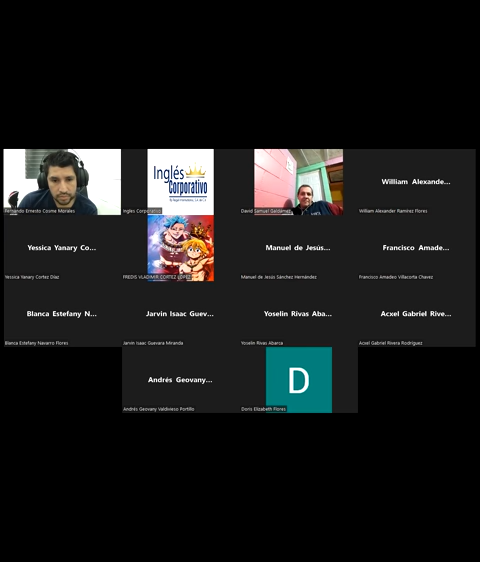 Inglés
Corporativo
William Alexande...
Fernando Ernesto Cosme Morales
Ingles Corporativo
David Samuel Galdámez
William Alexander Ramirez Flores
Yessica Yanary Co...
Manuel de Jesús...
Francisco Amade...
Yessica Yanary Cortez Diaz
FREDIS VLADIMIR CORTEZ LOPEZ
Manuel de Jesús Sánchez Hernández
Francisco Amadeo Villacorta Chavez
Blanca Estefany N...
Jarvin Isaac Guev...
Yoselin Rivas Aba...
Acxel Gabriel Rive...
Blanca Estefany Navarro Flores
Jarvin Isaac Guevara Miranda
Yoselin Rivas Abarca
Acxel Gabriel Rivera Rodríguez
Andrés Geovany...
D
Andrés Geovany Valdivieso Portillo
Doris Elizabeth Flores